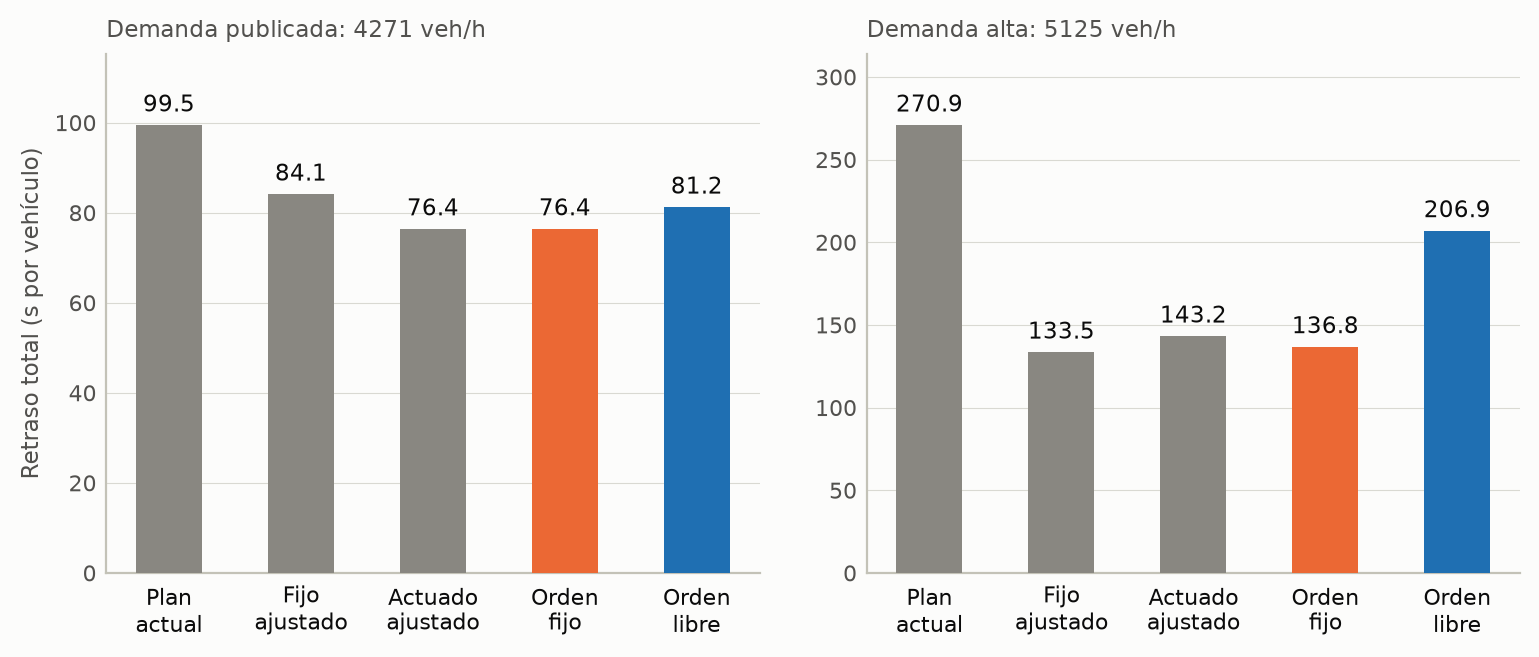 Demanda publicada: 4271 veh/h
Retraso total (s por vehículo)
100
80
60
40
20
0
99.5
84.1
76.4
76.4
81.2
Plan
actual
Fijo
ajustado
Actuado
ajustado
Orden
fijo
Orden
libre
Demanda alta: 5125 veh/h
300
250
200
150
100
50
0
270.9
133.5
143.2
136.8
206.9
Plan
actual
Fijo
ajustado
Actuado
ajustado
Orden
fijo
Orden
libre